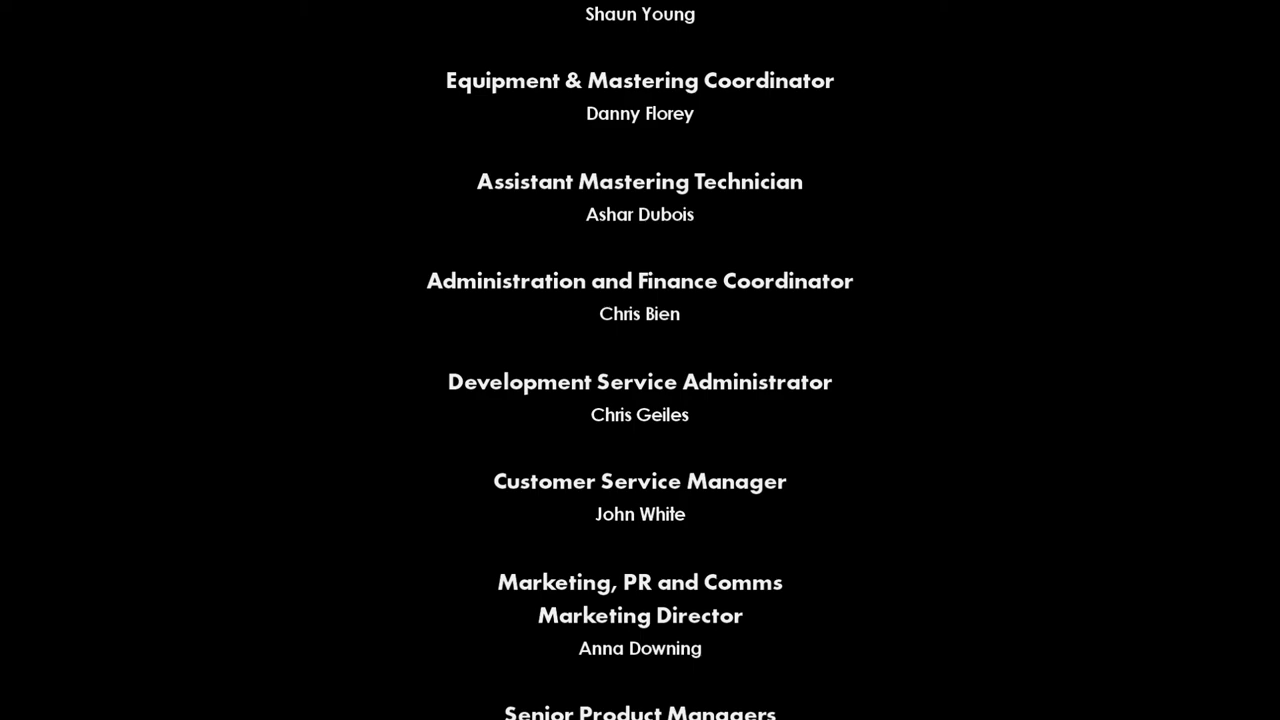 Shaun Young
Equipment & Mastering Coordinator
Danny Florey
Assistant Mastering Technician
Ashar Dubois
Administration and Finance Coordinator
Chris Bien
Development Service Administrator
Chris Geiles
Customer Service Manager
John White
Marketing, PR and Comms
Marketing Director
Anna Downing
Senior Product Managers